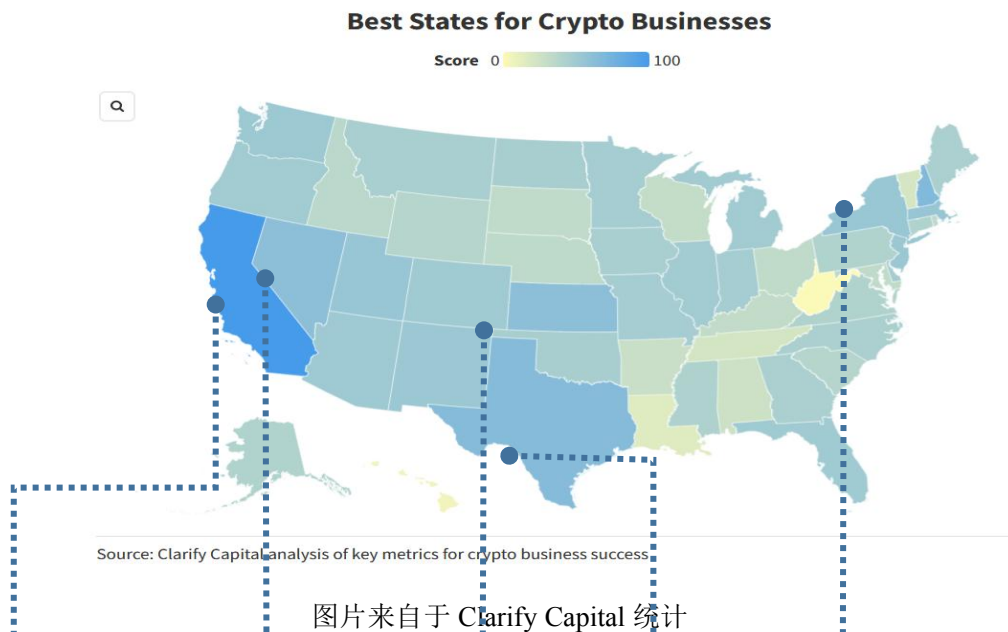 Best States for Crypto Businesses
Score 0 100
Source: Clarify Capital analysis of key metrics for crypto business success
图片来自于 Clarify Capital 统计